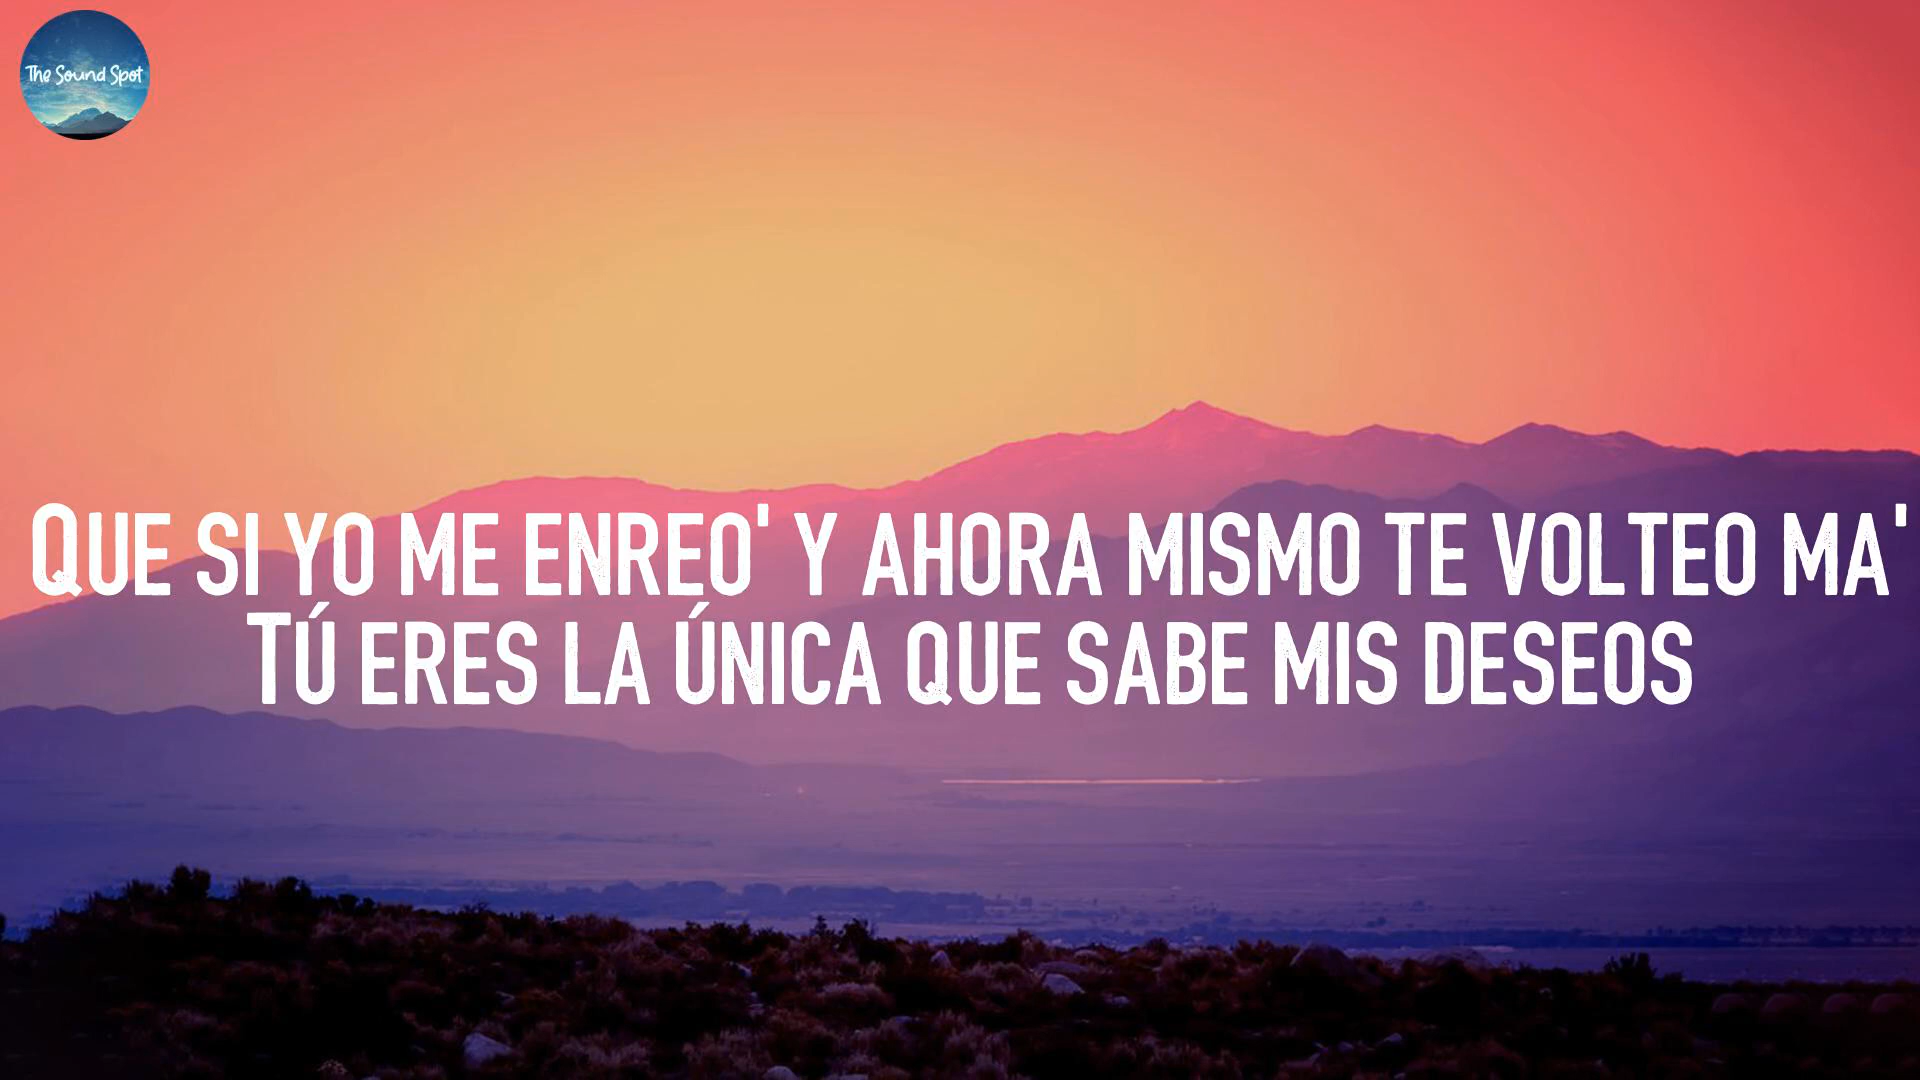 The Sound Spot
Que si yo me enreo' y ahora mismo te volteo ma'
Tú eres la única que sabe mis deseos